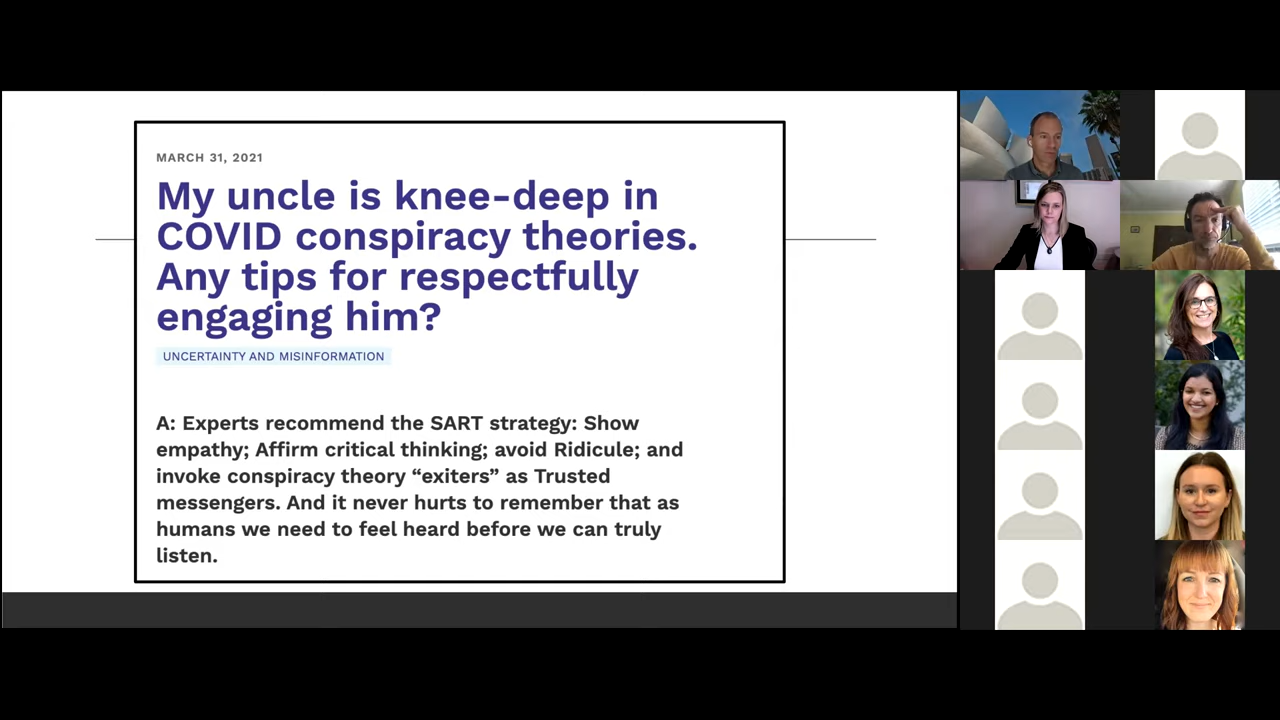 MARCH 31, 2021
My uncle is knee-deep in
COVID conspiracy theories.
Any tips for respectfully
engaging him?
UNCERTAINTY AND MISINFORMATION
A: Experts recommend the SART strategy: Show
empathy; Affirm critical thinking; avoid Ridicule; and
invoke conspiracy theory “exiters” as Trusted
messengers. And it never hurts to remember that as
humans we need to feel heard before we can truly
listen.